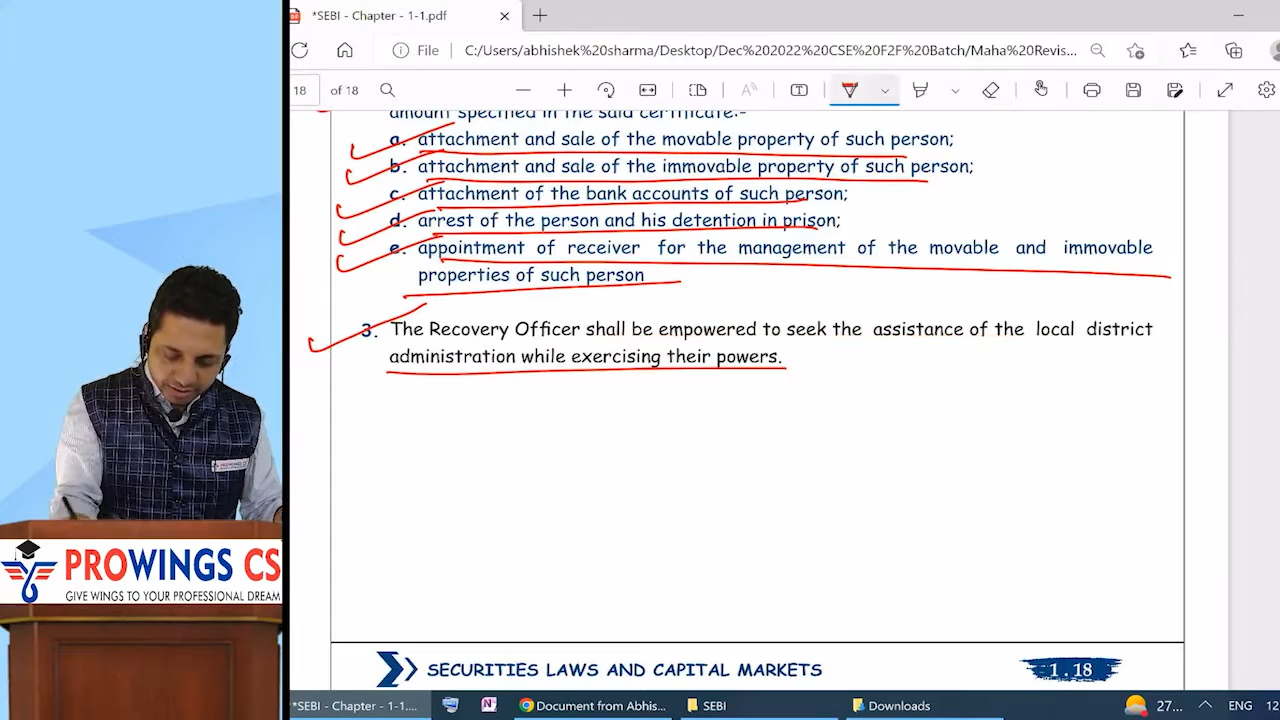 *SEBI - Chapter - 1-1.pdf
File
C:/Users/abhishek%20sharma/Desktop/Dec%202022%20CSE%20F2F%20Batch/Maha%20Revis...
18 of 18
amount specified in the said certificate:-
a. attachment and sale of the movable property of such person;
b. attachment and sale of the immovable property of such person;
c. attachment of the bank accounts of such person;
d. arrest of the person and his detention in prison;
e. appointment of receiver for the management of the movable and immovable
properties of such person
3. The Recovery Officer shall be empowered to seek the assistance of the local district
administration while exercising their powers.
PROWINGS CS
PROWINGS CS
GIVE WINGS TO YOUR PROFESSIONAL DREAM
SECURITIES LAWS AND CAPITAL MARKETS
1.18
*SEBI - Chapter - 1-1....
Document from Abhis...
SEBI
Downloads
27...
ENG
12